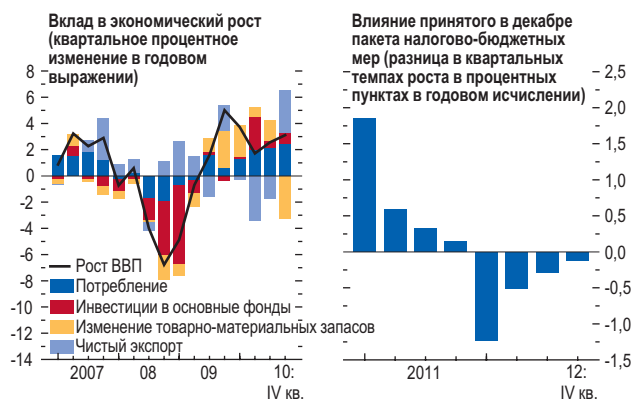 Вклад в экономический рост
(квартальное процентное
изменение в годовом
выражении)
8
6
4
2
0
-2
-4
-6
-8
-10
-12
-14
Рост ВВП
Потребление
Инвестиции в основные фонды
Изменение товарно-материальных запасов
Чистый экспорт
2007
08
09
10:
IV кв.
Влияние принятого в декабре
пакета налогово-бюджетных
мер (разница в квартальных
темпах роста в процентных
пунктах в годовом исчислении)
2,5
2,0
1,5
1,0
0,5
0,0
-0,5
-1,0
-1,5
2011
12:
IV кв.